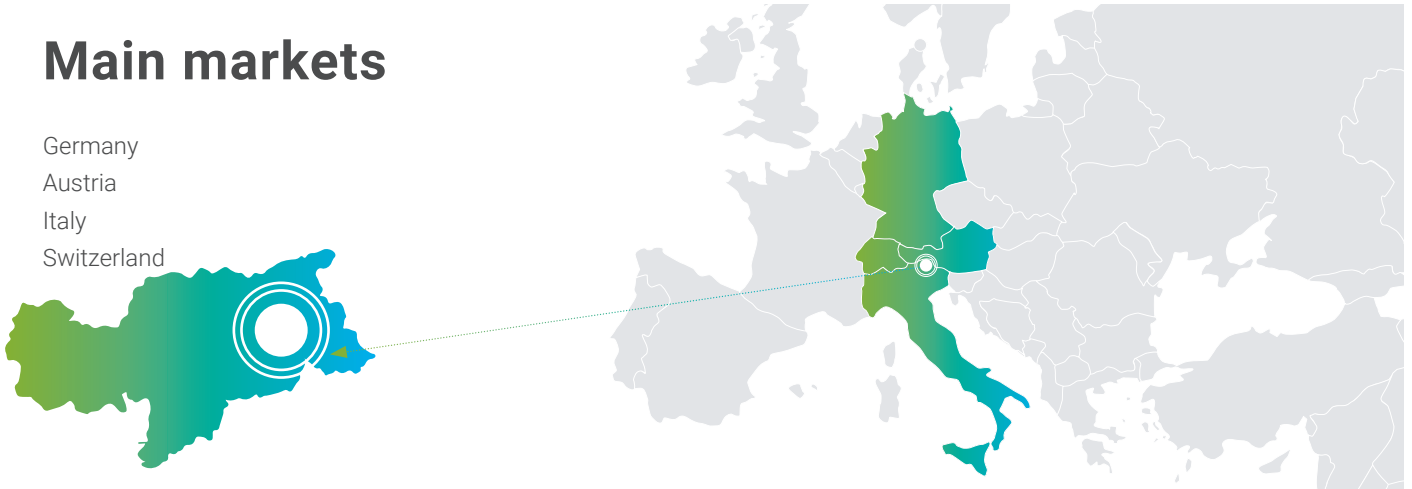 Main markets
Germany
Austria
Italy
Switzerland